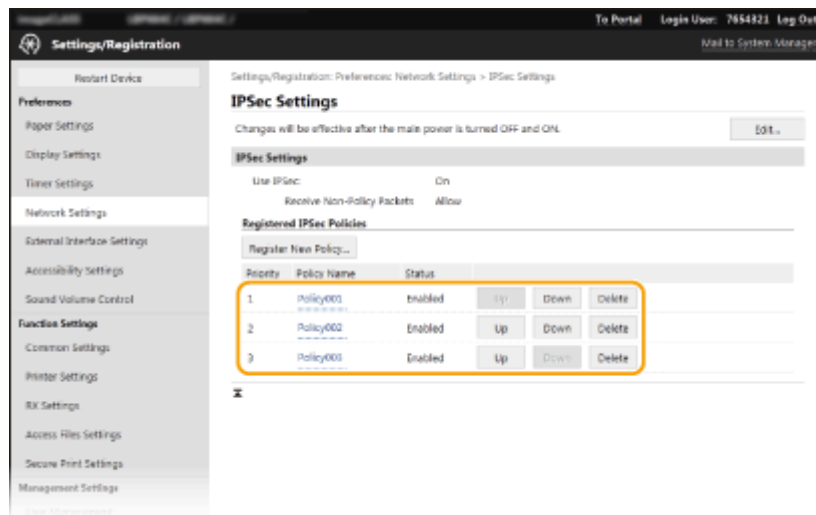 To Portal Login User: 7654321 Log Out
Settings/Registration
Mail to System Manager
Restart Device
Preferences
Paper Settings
Display Settings
Timer Settings
Network Settings
External Interface Settings
Accessibility Settings
Sound Volume Control
Function Settings
Common Settings
Printer Settings
RX Settings
Access Files Settings
Secure Print Settings
Management Settings
User Management
Settings/Registration: Preferences: Network Settings > IPSec Settings
IPSec Settings
Changes will be effective after the main power is turned OFF and ON.
Edit...
IPSec Settings
Use IPSec: On
Receive Non-Policy Packets Allow
Registered IPSec Policies
Register New Policy...
Priority Policy Name Status
1 Policy001 Enabled Up Down Delete
2 Policy002 Enabled Up Down Delete
3 Policy003 Enabled Up Down Delete